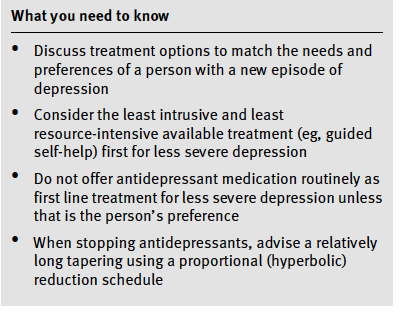 What you need to know
• Discuss treatment options to match the needs and
preferences of a person with a new episode of
depression
• Consider the least intrusive and least
resource-intensive available treatment (eg, guided
self-help) first for less severe depression
• Do not offer antidepressant medication routinely as
first line treatment for less severe depression unless
that is the person’s preference
• When stopping antidepressants, advise a relatively
long tapering using a proportional (hyperbolic)
reduction schedule